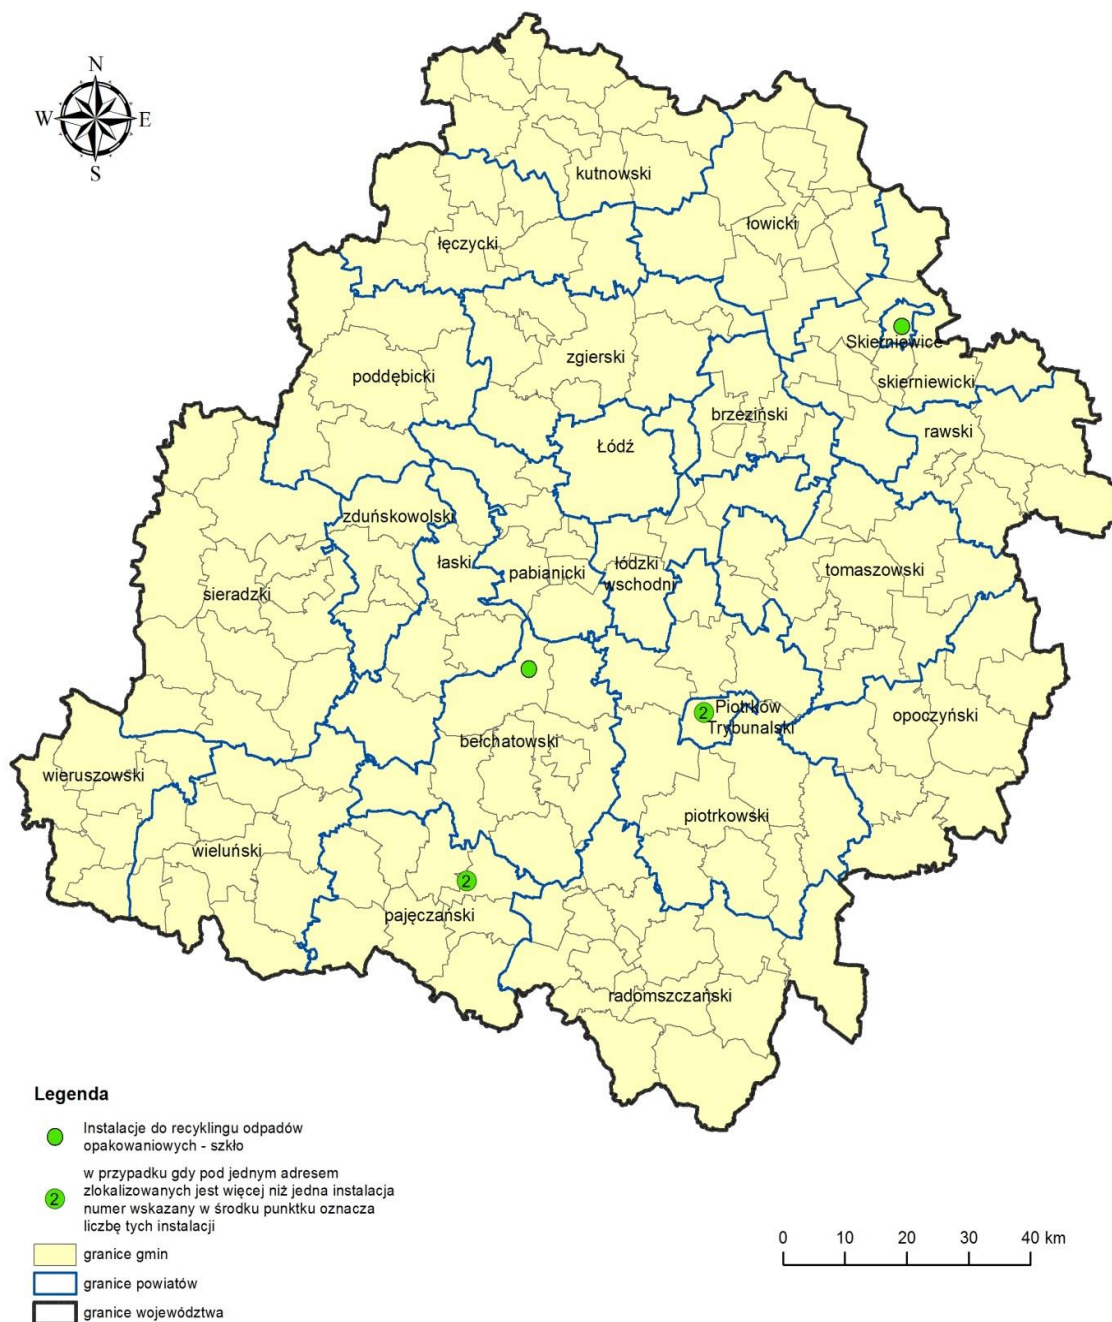 N
W E
S
kutnowski
łowicki
łęczycki
Skierniewice
zgierski
poddębicki
skierniewicki
brzeziński
rawski
Łódź
zduńskowolski
łaski
pabianicki
łódzki
wschodni
tomaszowski
sieradzki
2
Piotrków
Trybunalski
opoczyński
bełchatowski
wieruszowski
piotrkowski
wieluński
2
pajęczański
radomszczański
Legenda
Instalacje do recyklingu odpadów
opakowaniowych - szkło
w przypadku gdy pod jednym adresem
zlokalizowanych jest więcej niż jedna instalacja
2
numer wskazany w środku punktku oznacza
liczbę tych instalacji
granice gmin
granice powiatów
granice województwa
0 10 20 30 40 km